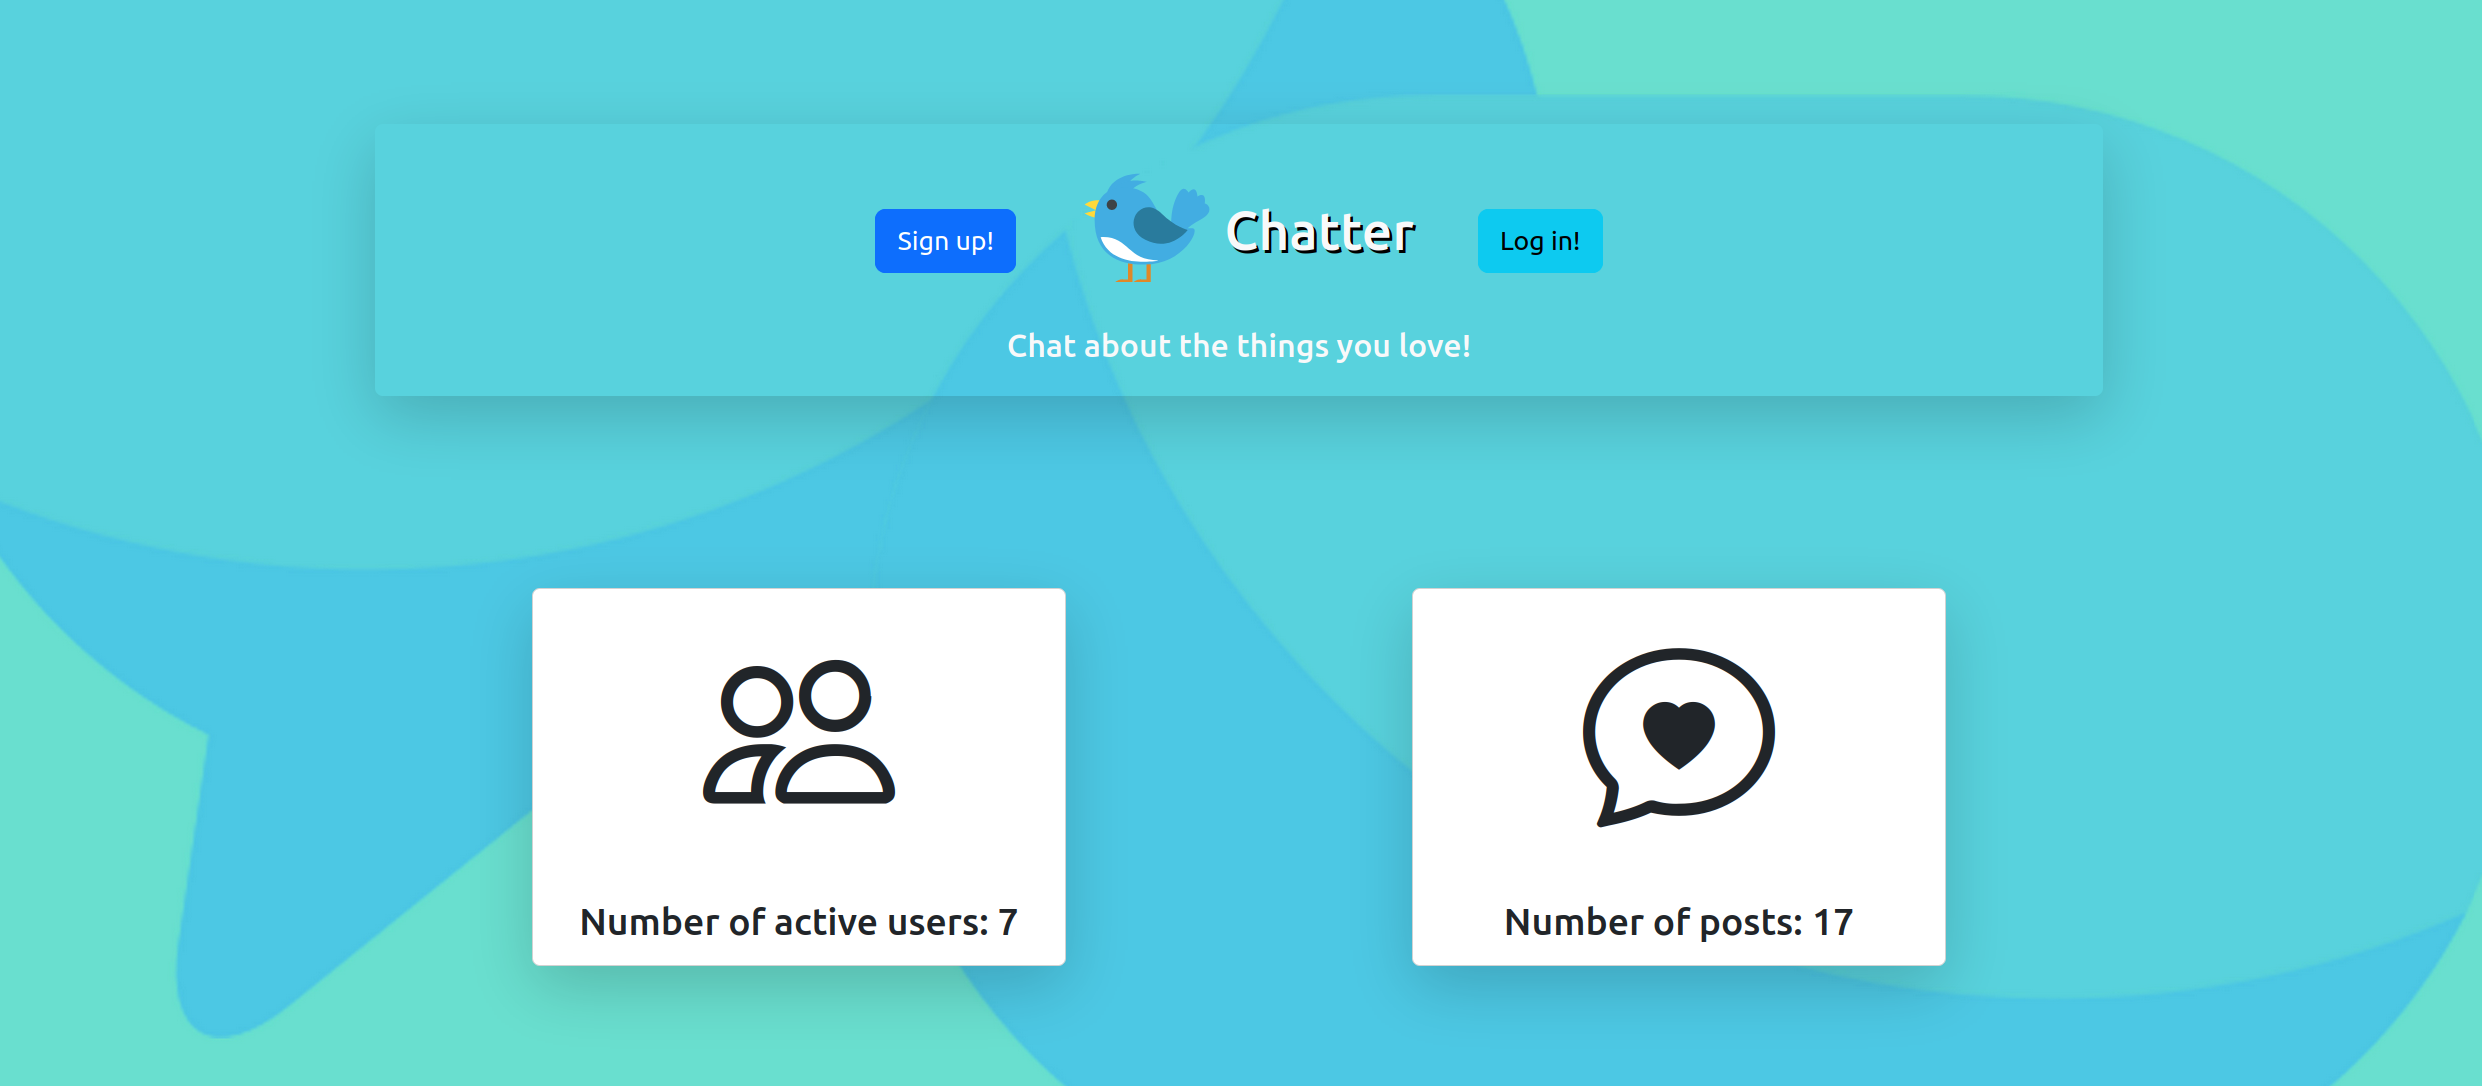 Sign up!
Chatter
Log in!
Chat about the things you love!
Number of active users: 7
Number of posts: 17